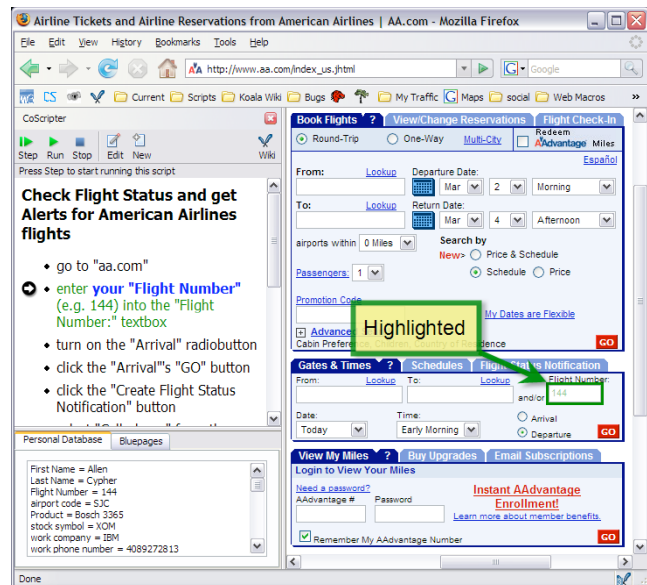 Airline Tickets and Airline Reservations from American Airlines | AA.com - Mozilla Firefox
File Edit View History Bookmarks Tools Help
http://www.aa.com/index_us.jhtml
Google
CS Current Scripts Koala Wiki Bugs My Traffic Maps social Web Macros »
CoScripter
Step Run Stop Edit New Wiki
Press Step to start running this script
Check Flight Status and get
Alerts for American Airlines
flights
• go to "aa.com"
• enter your "Flight Number"
(e.g. 144) into the "Flight
Number:" textbox
• turn on the "Arrival" radiobutton
• click the "Arrival"'s "GO" button
• click the "Create Flight Status
Notification" button
Personal Database Bluepages
First Name = Allen
Last Name = Cypher
Flight Number = 144
airport code = SJC
Product = Bosch 3365
stock symbol = XOM
work company = IBM
work phone number = 4089272813
Book Flights ? View/Change Reservations Flight Check-In
Round-Trip One-Way Multi-City Redeem
AAdvantage Miles
Español
From: Lookup Departure Date:
Mar 2 Morning
To: Lookup Return Date:
Mar 4 Afternoon
airports within 0 Miles Search by
New> Price & Schedule
Passengers: 1 Schedule Price
Promotion Code
My Dates are Flexible
Highlighted
Advanced
Cabin Preference, Children, Country of Residence GO
Gates & Times ? Schedules Flight Status Notification
From: Lookup To: Lookup Flight Number:
and/or 144
Date: Time: Arrival
Today Early Morning Departure GO
View My Miles ? Buy Upgrades Email Subscriptions
Login to View Your Miles
Need a password?
AAdvantage # Password
Instant AAdvantage
Enrollment!
Learn more about member benefits.
Remember My AAdvantage Number GO
Done